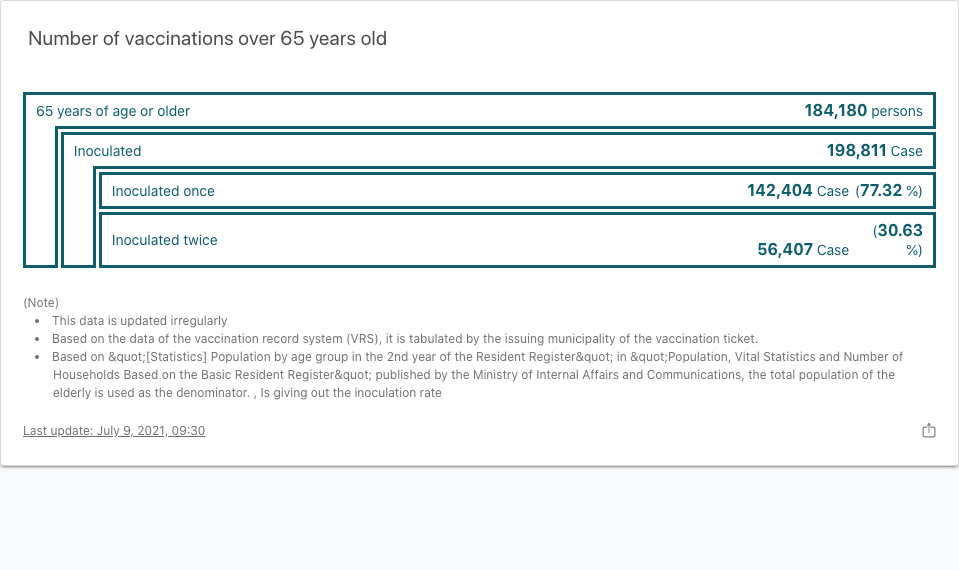 Number of vaccinations over 65 years old
65 years of age or older 184,180 persons
Inoculated 198,811 Case
Inoculated once 142,404 Case (77.32 %)
Inoculated twice 56,407 Case (30.63 %)
(Note)
• This data is updated irregularly
• Based on the data of the vaccination record system (VRS), it is tabulated by the issuing municipality of the vaccination ticket.
• Based on &quot;[Statistics] Population by age group in the 2nd year of the Resident Register&quot; in &quot;Population, Vital Statistics and Number of
Households Based on the Basic Resident Register&quot; published by the Ministry of Internal Affairs and Communications, the total population of the
elderly is used as the denominator. , Is giving out the inoculation rate
Last update: July 9, 2021, 09:30